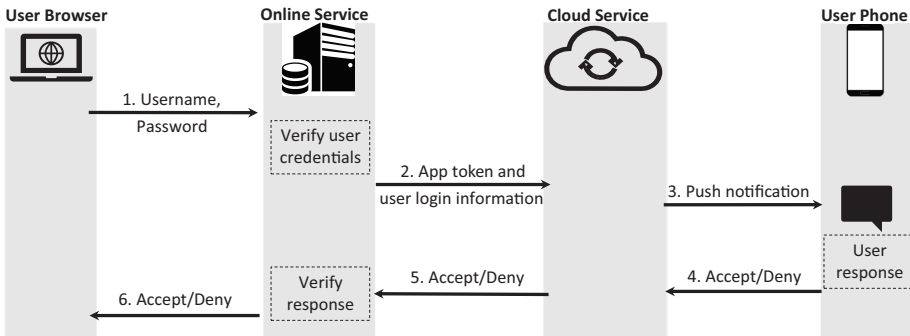 User Browser
Online Service
Cloud Service
User Phone
1. Username,
Password
Verify user
credentials
2. App token and
user login information
3. Push notification
User
response
4. Accept/Deny
5. Accept/Deny
Verify
response
6. Accept/Deny